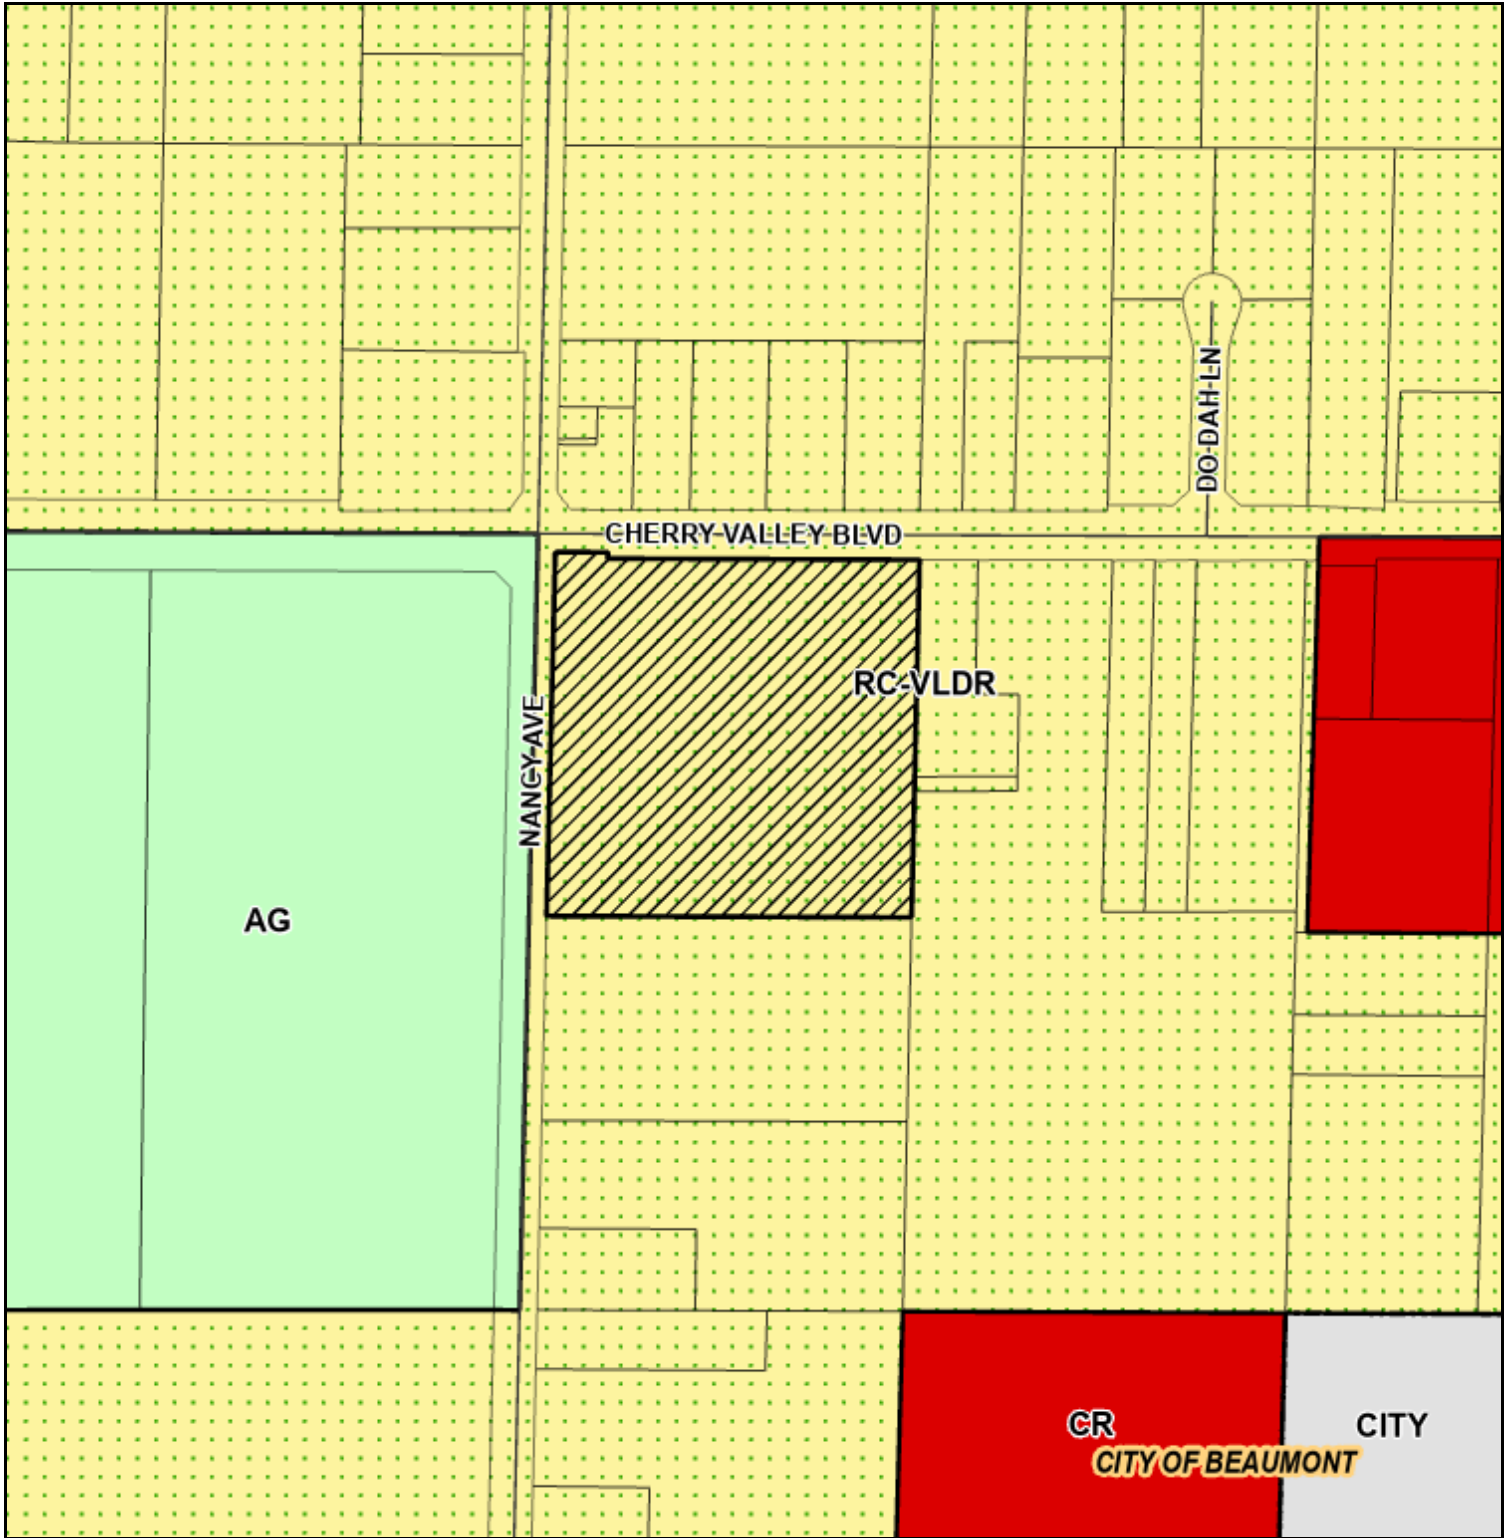 DO-DAH-LN
CHERRY VALLEY BLVD
RC-VLDR
NANCY AVE
AG
CR
CITY
CITY OF BEAUMONT